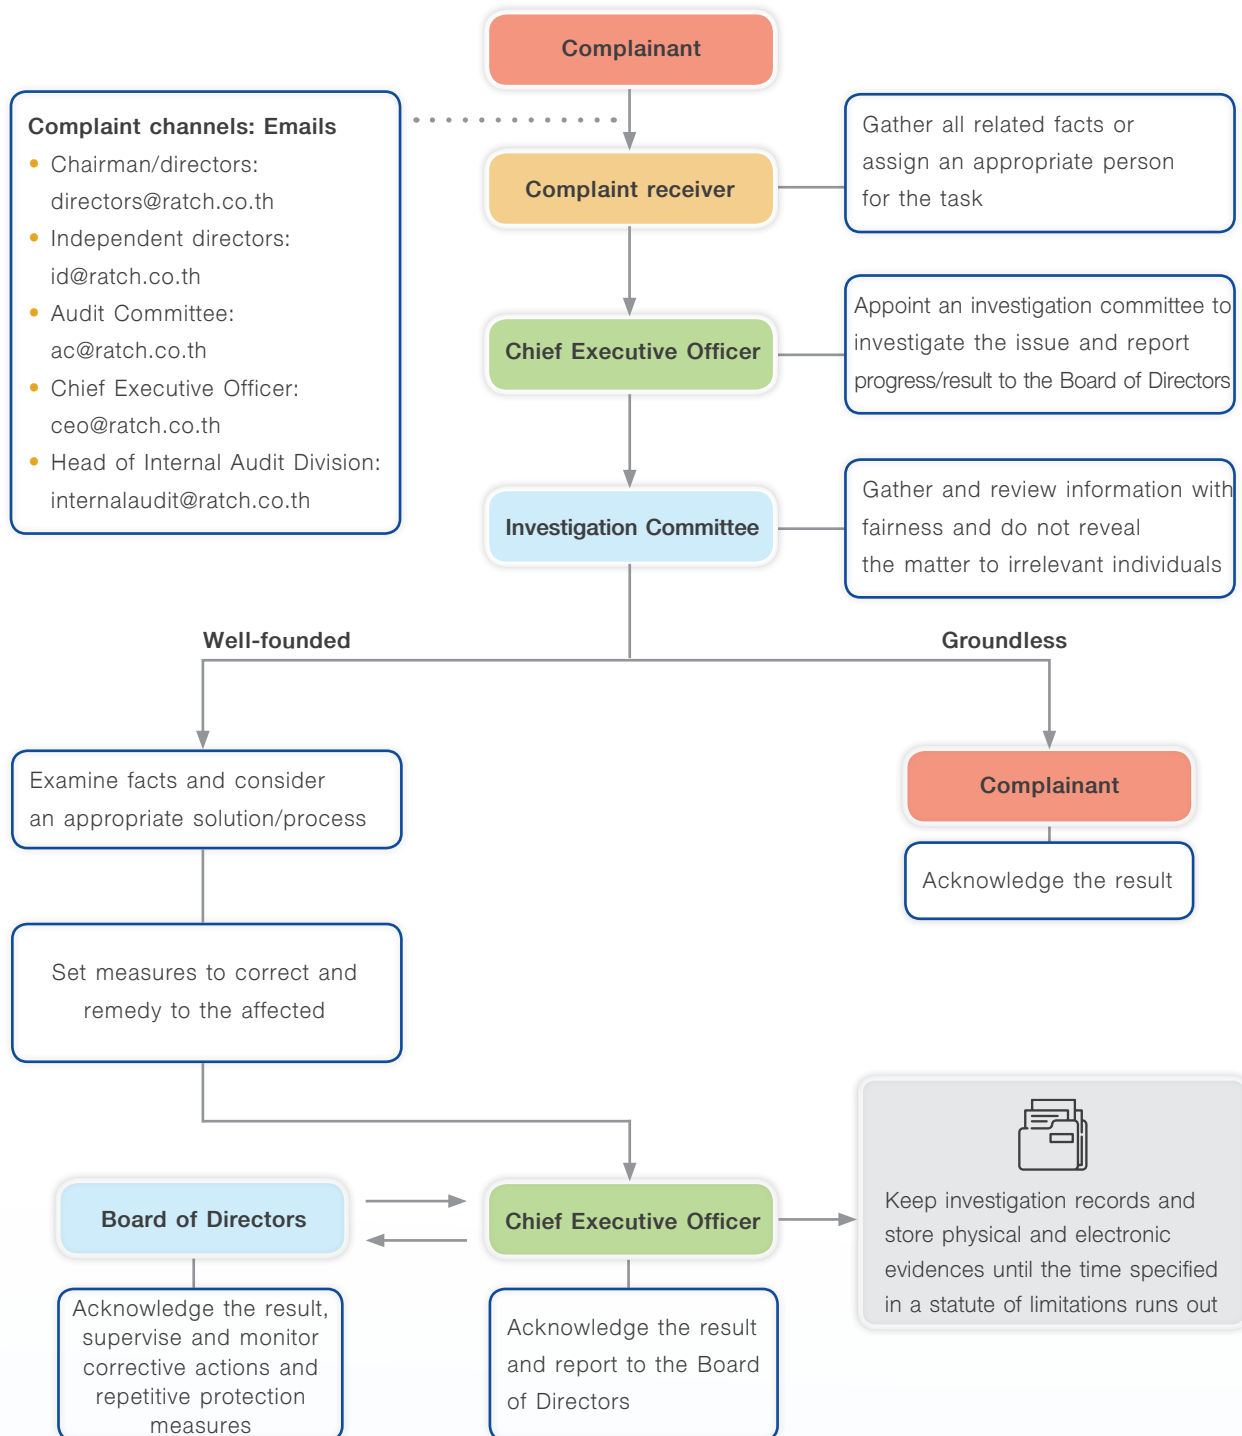 Complainant
Complaint channels: Emails
• Chairman/directors:
directors@ratch.co.th
• Independent directors:
id@ratch.co.th
• Audit Committee:
ac@ratch.co.th
• Chief Executive Officer:
ceo@ratch.co.th
• Head of Internal Audit Division:
internalaudit@ratch.co.th
Complaint receiver
Gather all related facts or
assign an appropriate person
for the task
Chief Executive Officer
Appoint an investigation committee to
investigate the issue and report
progress/result to the Board of Directors
Investigation Committee
Gather and review information with
fairness and do not reveal
the matter to irrelevant individuals
Well-founded
Groundless
Examine facts and consider
an appropriate solution/process
Complainant
Acknowledge the result
Set measures to correct and
remedy to the affected
Board of Directors
Chief Executive Officer
Keep investigation records and
store physical and electronic
evidences until the time specified
in a statute of limitations runs out
Acknowledge the result,
supervise and monitor
corrective actions and
repetitive protection
measures
Acknowledge the result
and report to the Board
of Directors